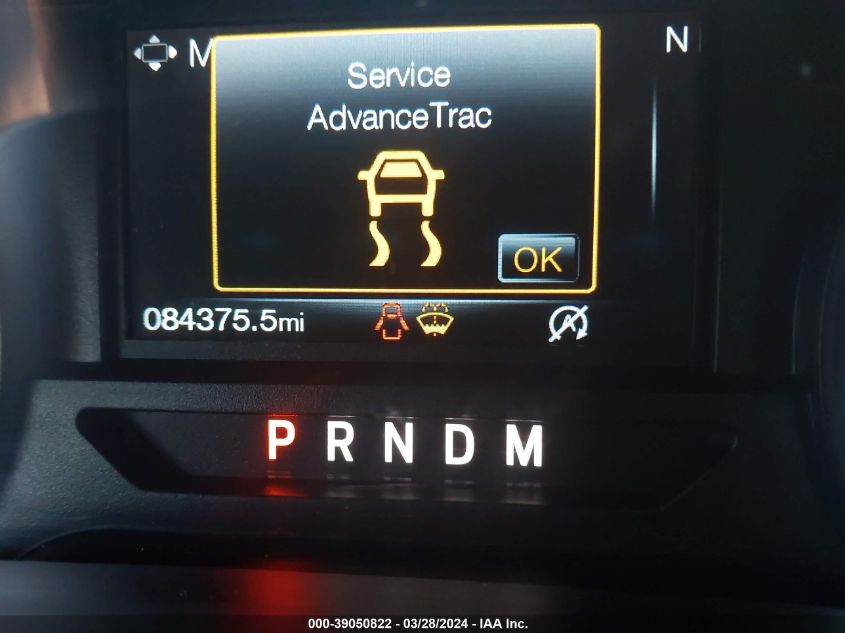 M N
Service
AdvanceTrac
OK
084375.5mi
A
P R N D M
000-39050822 - 03/28/2024 - IAA Inc.